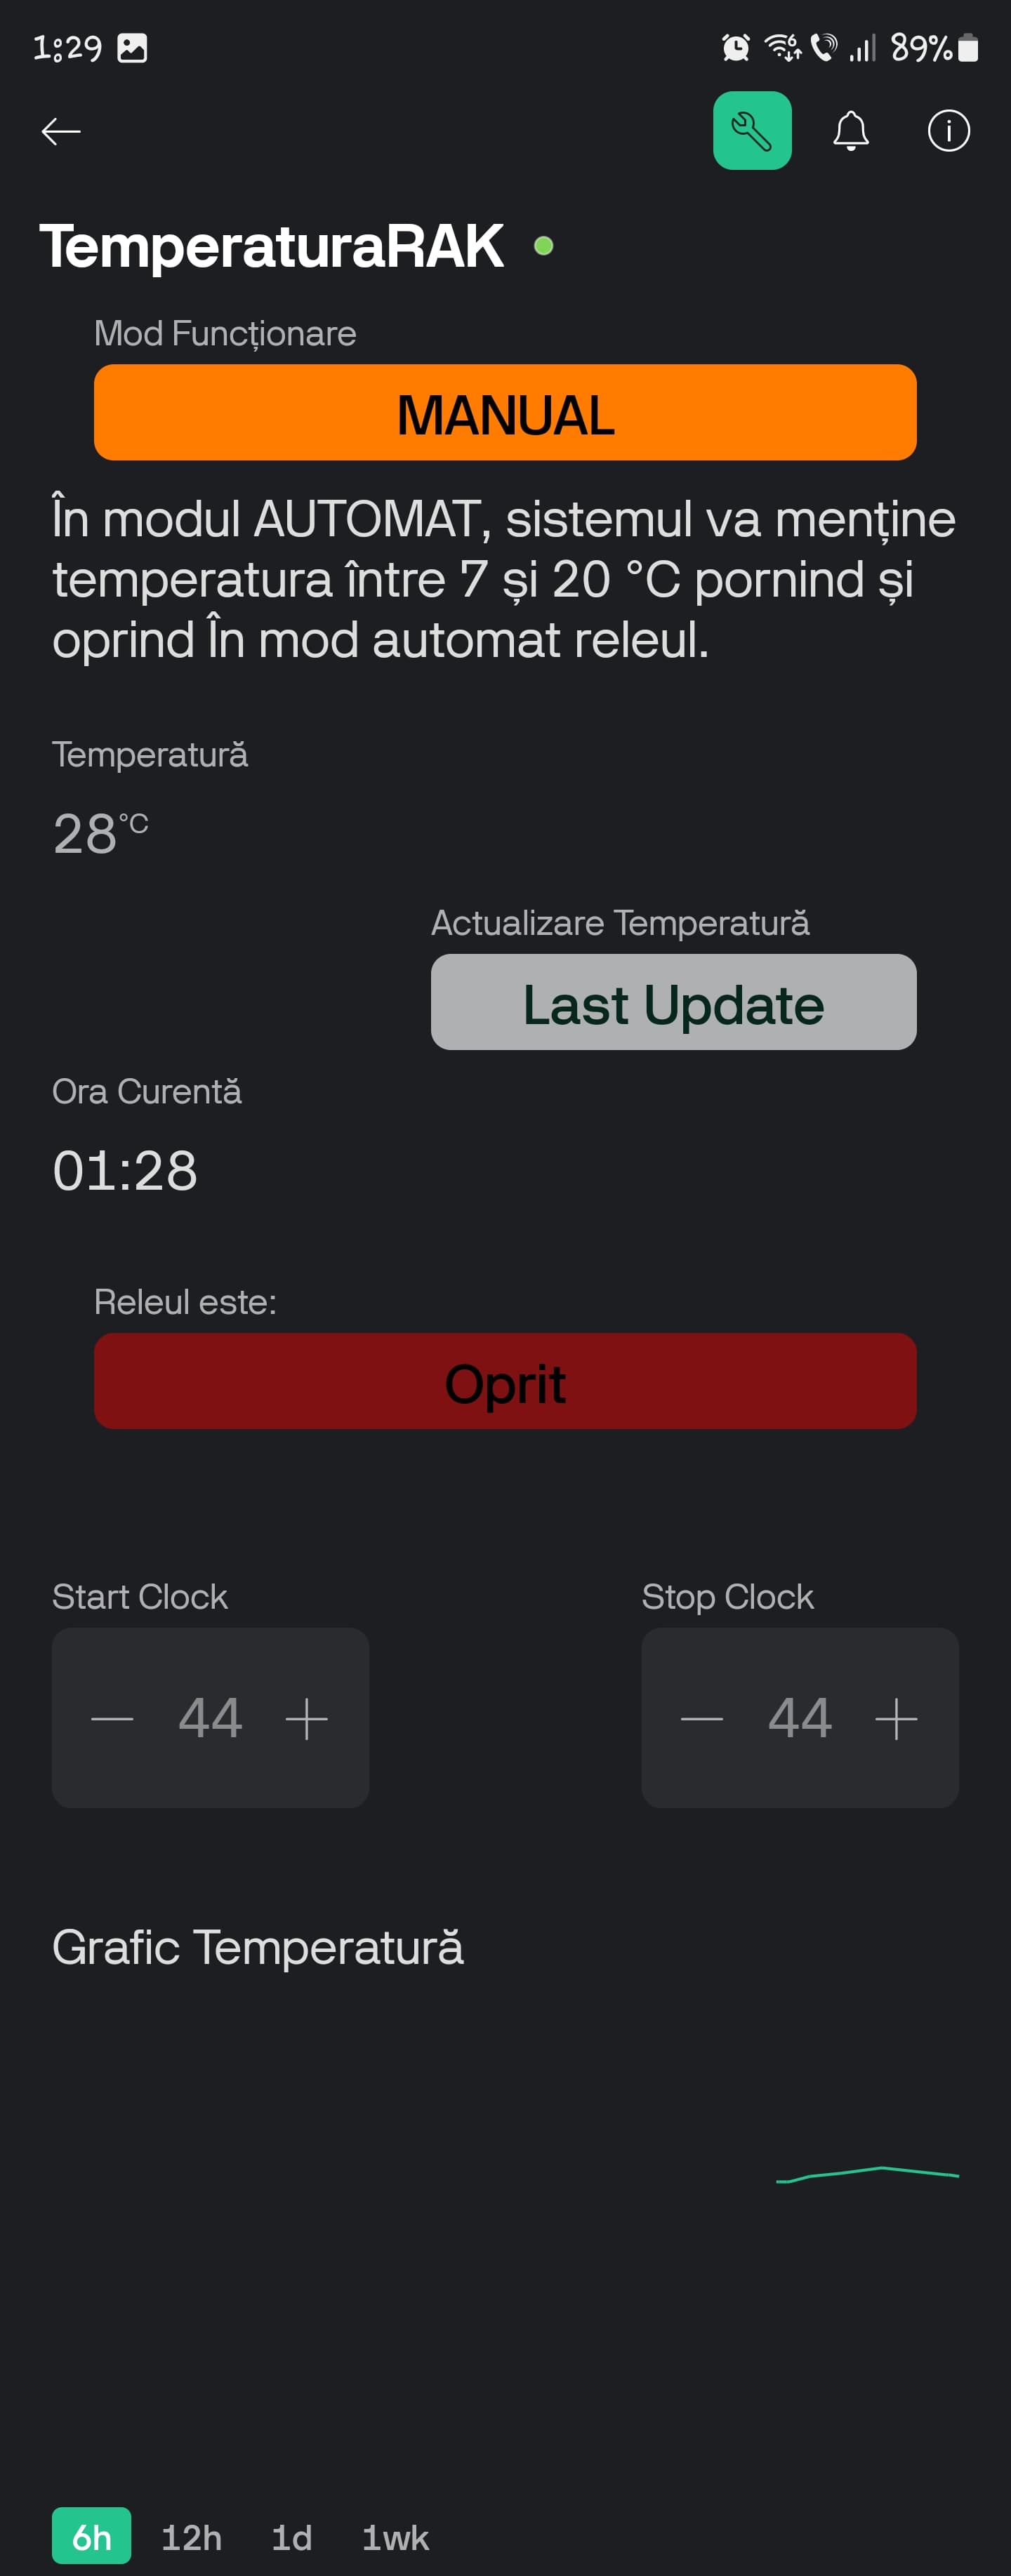 1:29
6
89%
TemperaturaRAK
Mod Funcționare
MANUAL
În modul AUTOMAT, sistemul va menține
temperatura între 7 și 20 °C pornind și
oprind În mod automat releul.
Temperatură
28°C
Actualizare Temperatură
Last Update
Ora Curentă
01:28
Releul este:
Oprit
Start Clock
Stop Clock
— 44 +
— 44 +
Grafic Temperatură
6h 12h 1d 1wk